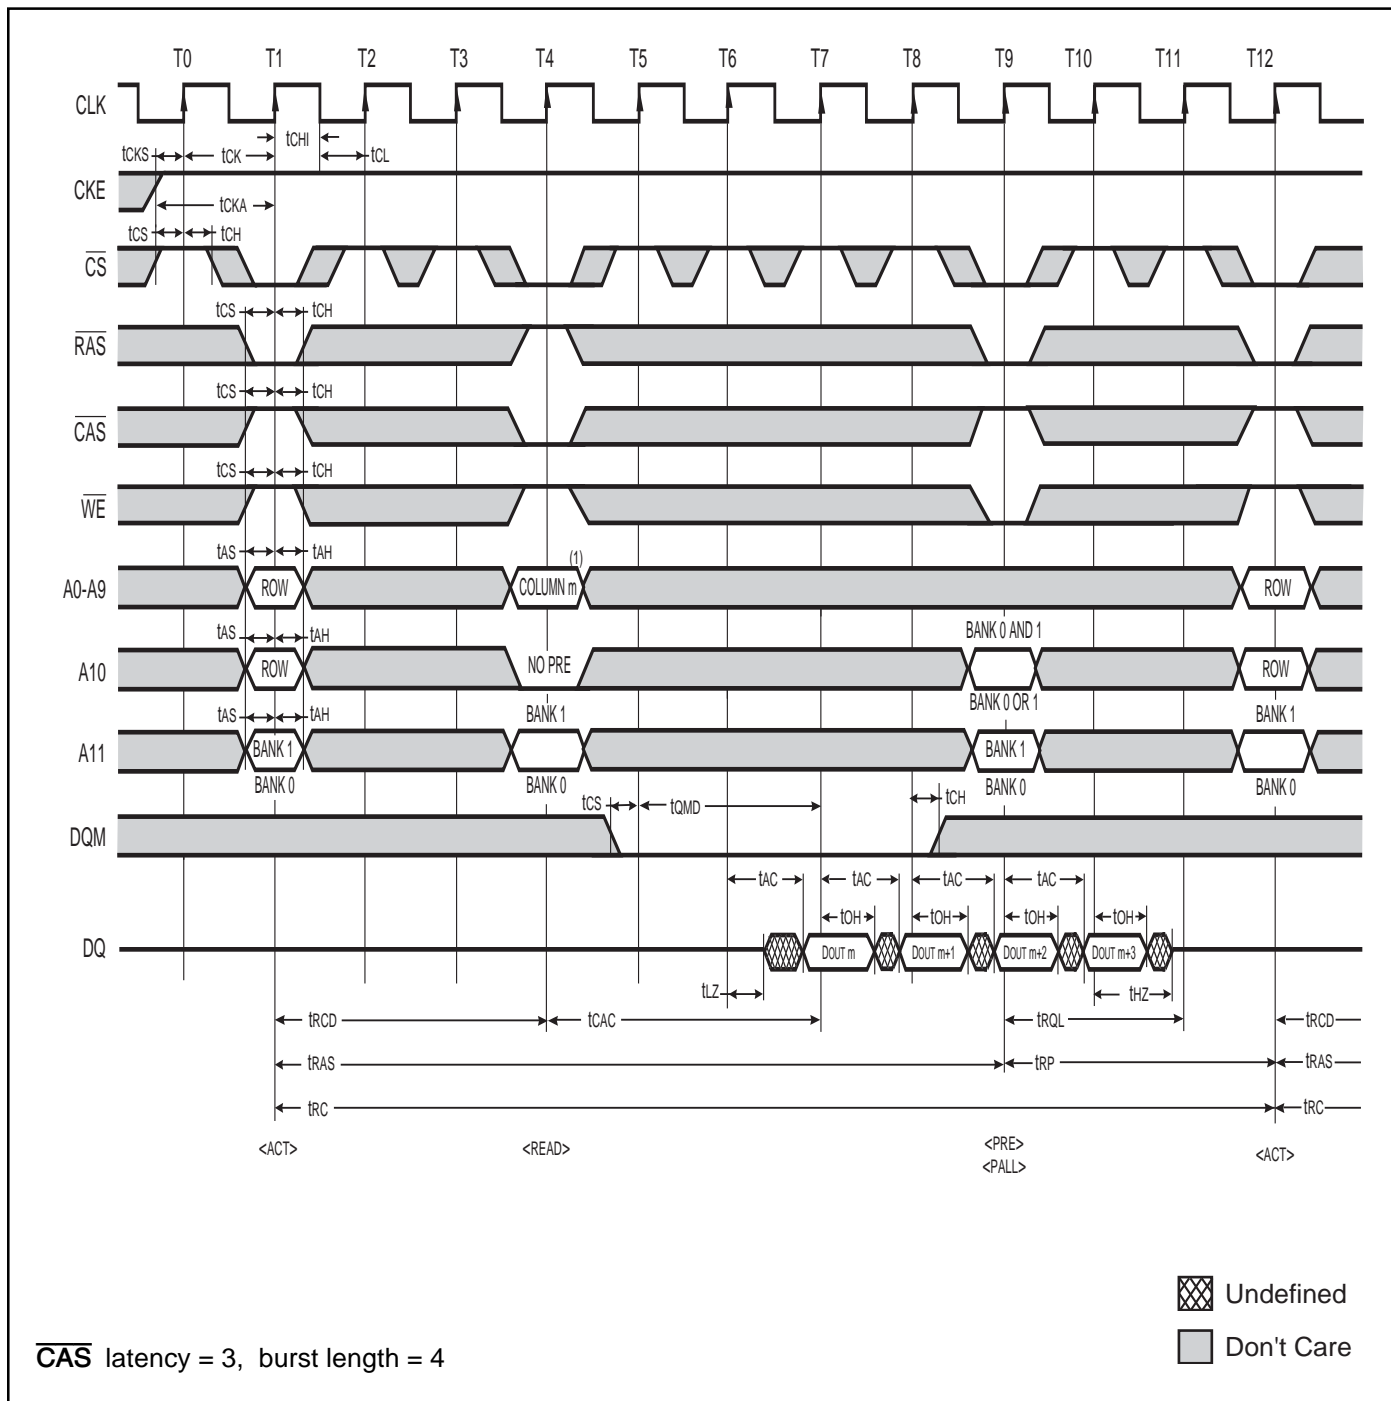 T0 T1 T2 T3 T4 T5 T6 T7 T8 T9 T10 T11 T12
CLK
tCHI
tCKS tCK tCL
CKE
tCKA
tCS tCH
CS
tCS tCH
RAS
tCS tCH
CAS
tCS tCH
WE
tAS tAH (1)
A0-A9 ROW COLUMN m ROW
tAS tAH BANK 0 AND 1
A10 ROW NO PRE ROW
tAS tAH BANK 1 BANK 0 OR 1 BANK 1
A11 BANK 1 BANK 1
BANK 0 BANK 0 BANK 0 BANK 0
tCS tQMD tCH
DQM
tAC tAC tAC tAC
tOH tOH tOH tOH
DQ DOUT m DOUT m+1 DOUT m+2 DOUT m+3
tLZ tHZ
tRCD tCAC tRQL tRCD
tRAS tRP tRAS
tRC tRC
<ACT> <READ> <PRE> <ACT>
<PALL>
Undefined
Don't Care
CAS latency = 3, burst length = 4